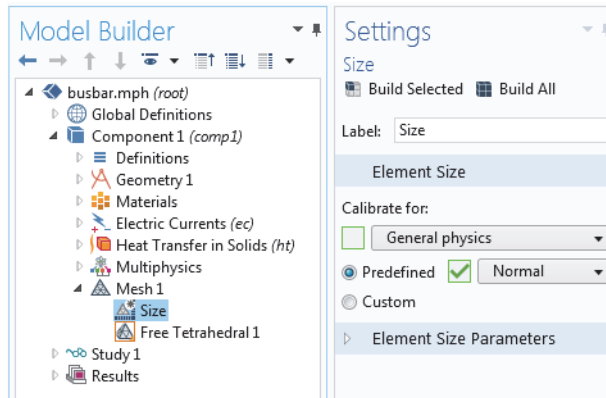 Model Builder
busbar.mph (root)
Global Definitions
Component 1 (comp1)
Definitions
Geometry 1
Materials
Electric Currents (ec)
Heat Transfer in Solids (ht)
Multiphysics
Mesh 1
Size
Free Tetrahedral 1
Study 1
Results
Settings
Size
Build Selected Build All
Label: Size
Element Size
Calibrate for:
General physics
Predefined Normal
Custom
Element Size Parameters